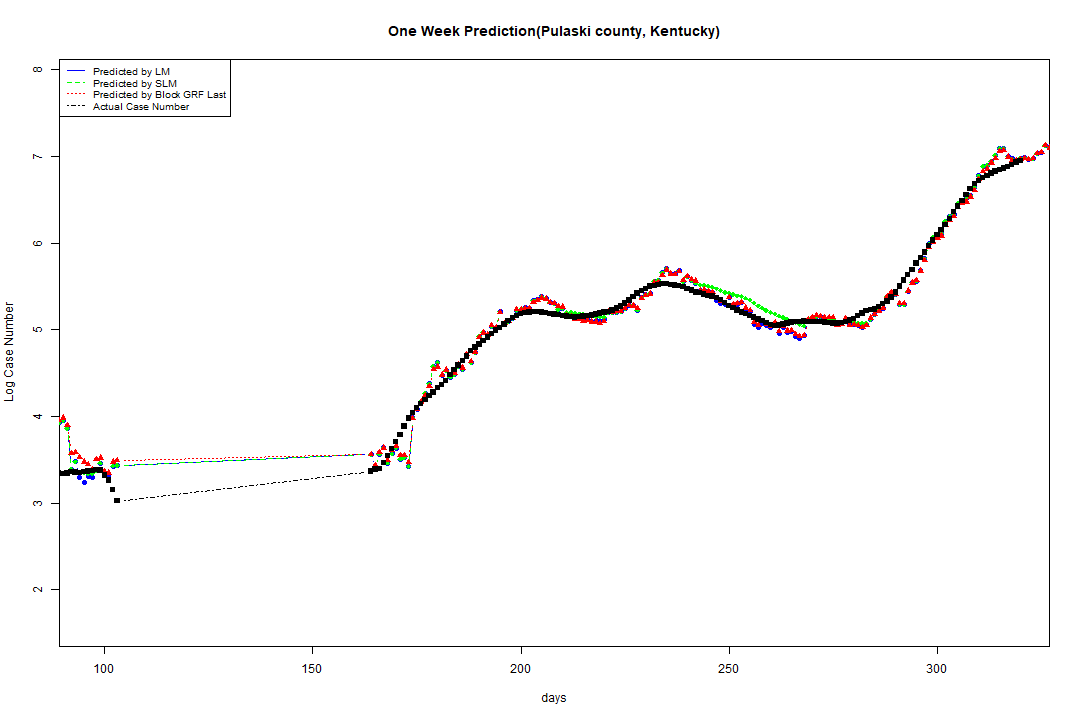 One Week Prediction(Pulaski county, Kentucky)
Predicted by LM
Predicted by SLM
Predicted by Block GRF Last
Actual Case Number
8
7
6
5
4
3
2
Log Case Number
100 150 200 250 300
days